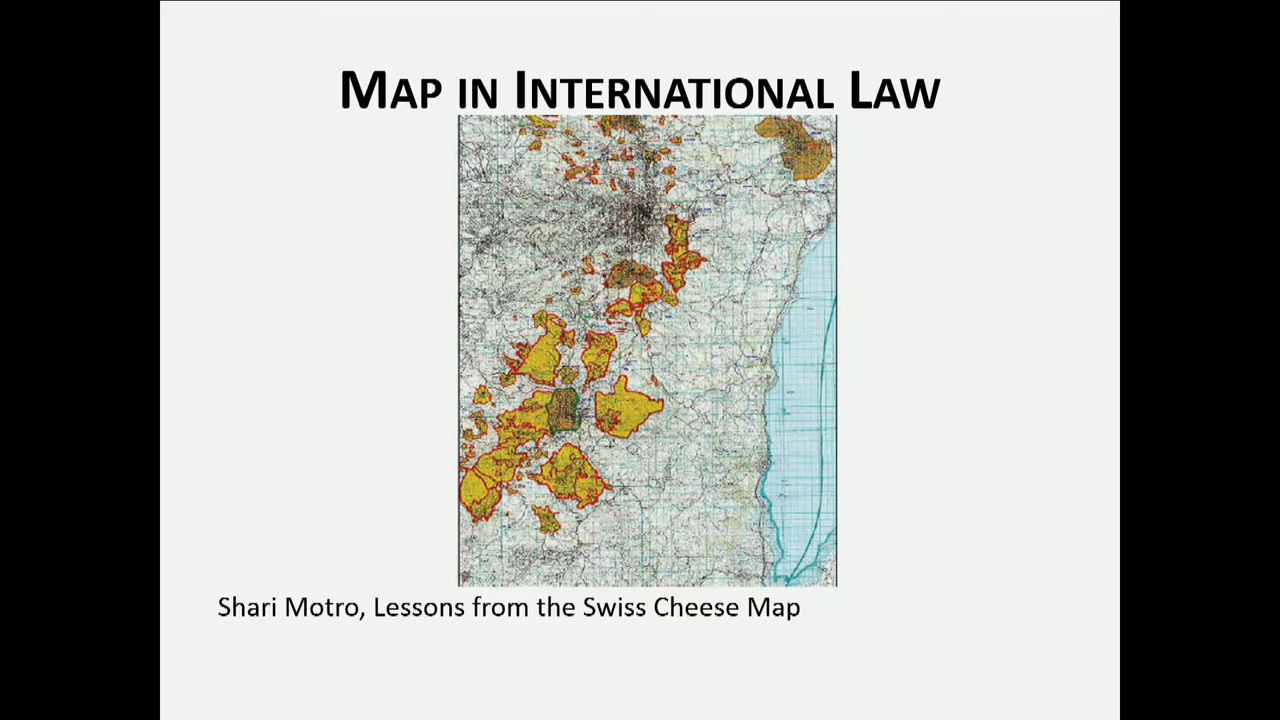 Map in International Law
Shari Motro, Lessons from the Swiss Cheese Map